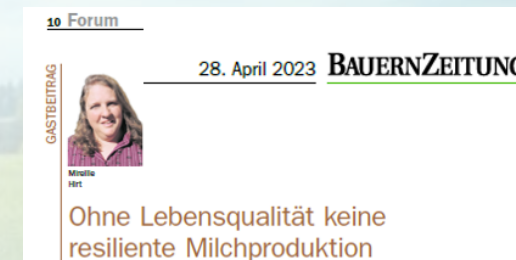 10 Forum
28. April 2023 BAUERNZEITUNG
GASTBEITRAG
Mireille
Hirt
Ohne Lebensqualität keine
resiliente Milchproduktion